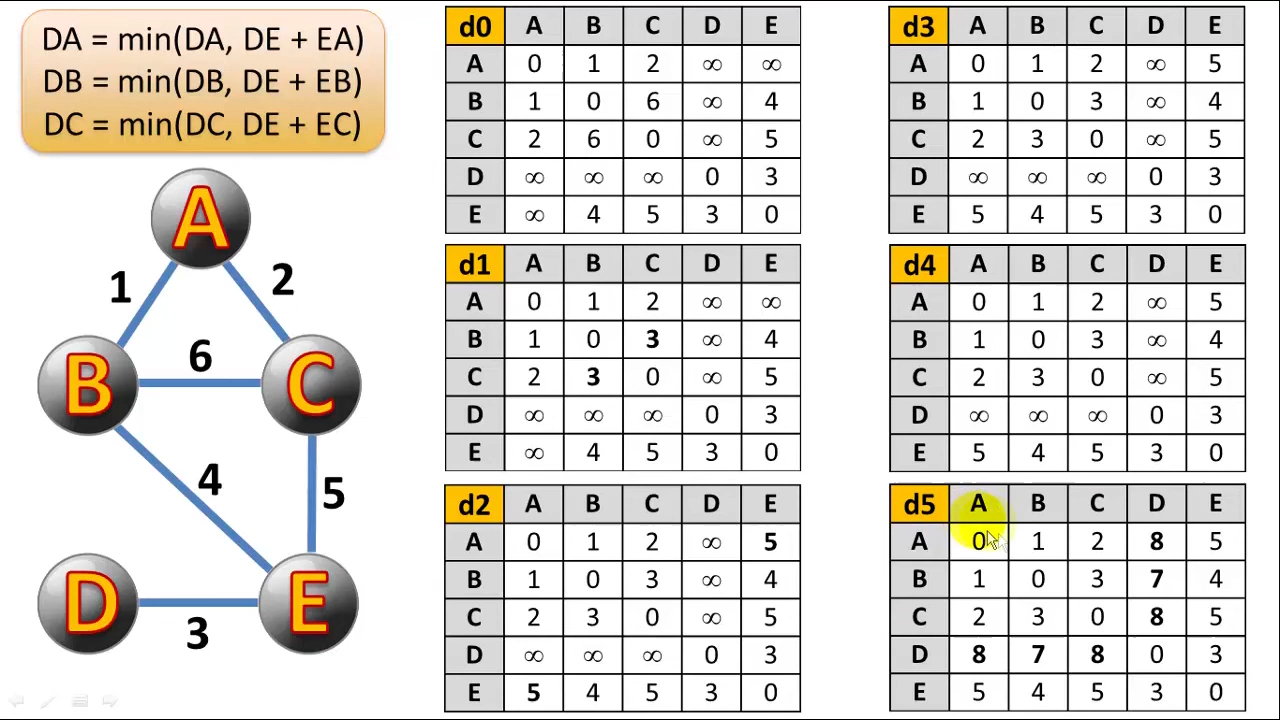 DA = min(DA, DE + EA)
DB = min(DB, DE + EB)
DC = min(DC, DE + EC)
A
1
2
B
6
C
4
5
D
3
E
d0 A B C D E
A 0 1 2 ∞ ∞
B 1 0 6 ∞ 4
C 2 6 0 ∞ 5
D ∞ ∞ ∞ 0 3
E ∞ 4 5 3 0
d1 A B C D E
A 0 1 2 ∞ ∞
B 1 0 3 ∞ 4
C 2 3 0 ∞ 5
D ∞ ∞ ∞ 0 3
E ∞ 4 5 3 0
d2 A B C D E
A 0 1 2 ∞ 5
B 1 0 3 ∞ 4
C 2 3 0 ∞ 5
D ∞ ∞ ∞ 0 3
E 5 4 5 3 0
d3 A B C D E
A 0 1 2 ∞ 5
B 1 0 3 ∞ 4
C 2 3 0 ∞ 5
D ∞ ∞ ∞ 0 3
E 5 4 5 3 0
d4 A B C D E
A 0 1 2 ∞ 5
B 1 0 3 ∞ 4
C 2 3 0 ∞ 5
D ∞ ∞ ∞ 0 3
E 5 4 5 3 0
d5 A B C D E
A 0 1 2 8 5
B 1 0 3 7 4
C 2 3 0 8 5
D 8 7 8 0 3
E 5 4 5 3 0